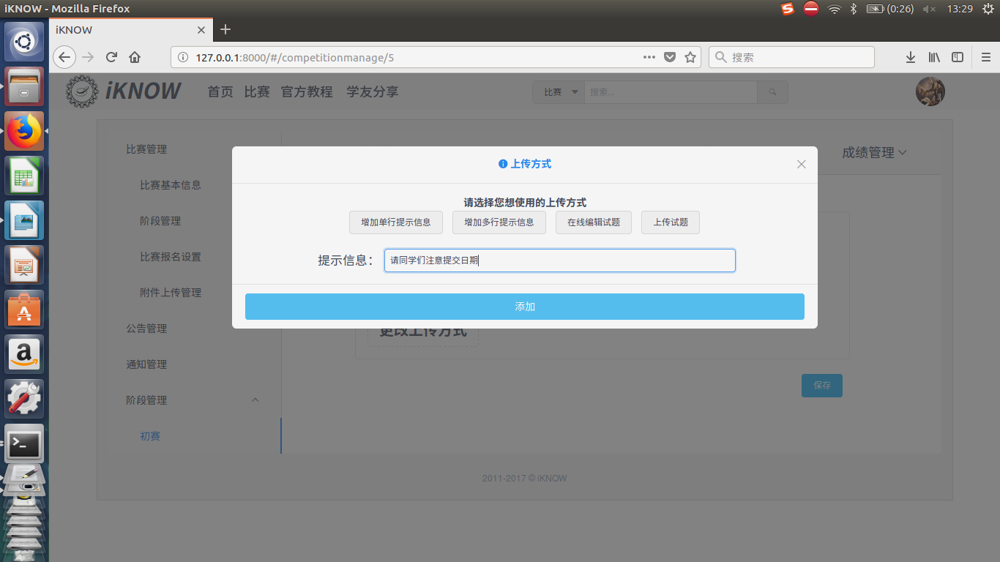 iKNOW - Mozilla Firefox
(0:26)
13:29
iKNOW
127.0.0.1:8000/#/competitionmanage/5
搜索
iKNOW
首页 比赛 官方教程 学友分享
比赛
搜索...
比赛管理
成绩管理
比赛基本信息
阶段管理
比赛报名设置
附件上传管理
公告管理
通知管理
阶段管理
初赛
上传方式
请选择您想使用的上传方式
增加单行提示信息 增加多行提示信息 在线编辑试题 上传试题
提示信息： 请同学们注意提交日期
添加
更改上传方式
保存
2011-2017 © iKNOW